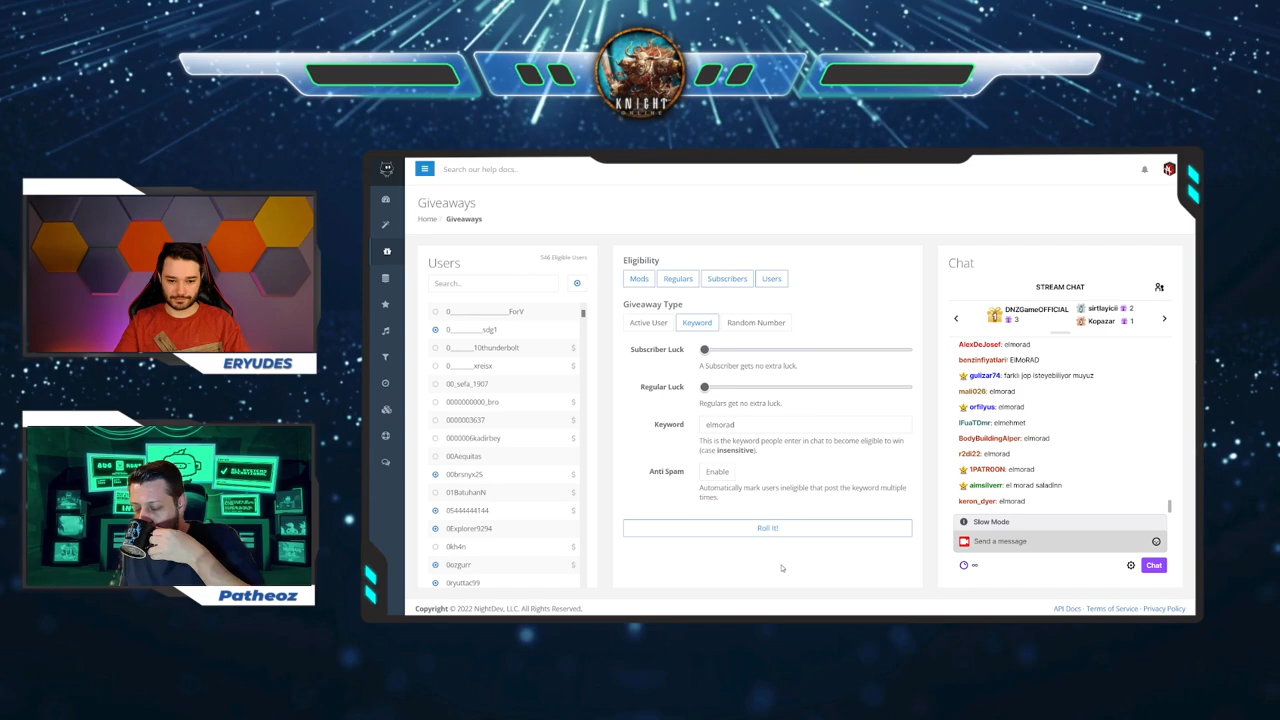 KNIGHT
ONLINE
ERYUDES
Patheoz
Search our help docs..
Giveaways
Home / Giveaways
Users
546 Eligible Users
Search..
0______________ForV
0________sdg1
0_______10thunderbolt $
0_______xreisx $
00_sefa_1907
0000000000_bro $
0000003637 $
0000006kadirbey $
00Aequitas
00brsnyx25 $
01BatuhanN $
05444444144 $
0Explorer9294
0kh4n $
0ozgurr $
0ryuttac99
Eligibility
Mods Regulars Subscribers Users
Giveaway Type
Active User Keyword Random Number
Subscriber Luck
A Subscriber gets no extra luck.
Regular Luck
Regulars get no extra luck.
Keyword elmorad
This is the keyword people enter in chat to become eligible to win
(case insensitive).
Anti Spam Enable
Automatically mark users ineligible that post the keyword multiple
times.
Roll It!
Chat
STREAM CHAT
DNZGameOFFICIAL
3
sirtlayicii 2
Kopazar 1
AlexDeJosef: elmorad
benzinfiyatlari: ElMoRAD
gulizar74: farklı jop isteyebiliyor muyuz
mali026: elmorad
orfilyus: elmorad
IFuaTDmr: elmehmet
BodyBuildingAlper: elmorad
r2di22: elmorad
1PATROON: elmorad
aimsilverr: el morad saladinn
keron_dyer: elmorad
Slow Mode
Send a message
Chat
Copyright © 2022 NightDev, LLC. All Rights Reserved.
API Docs · Terms of Service · Privacy Policy